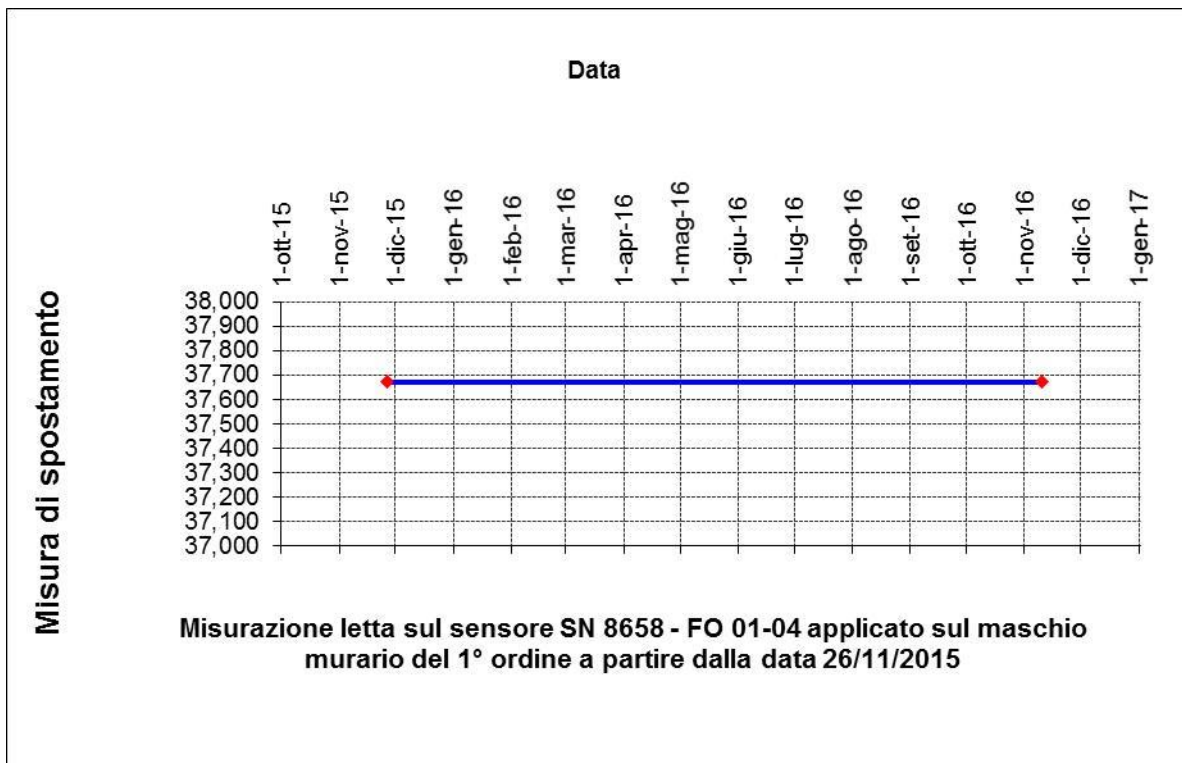 Data
1-ott-15
1-nov-15
1-dic-15
1-gen-16
1-feb-16
1-mar-16
1-apr-16
1-mag-16
1-giu-16
1-lug-16
1-ago-16
1-set-16
1-ott-16
1-nov-16
1-dic-16
1-gen-17
Misura di spostamento
38,000
37,900
37,800
37,700
37,600
37,500
37,400
37,300
37,200
37,100
37,000
Misurazione letta sul sensore SN 8658 - FO 01-04 applicato sul maschio
murario del 1° ordine a partire dalla data 26/11/2015